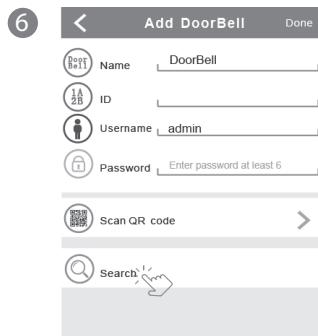 6
Add DoorBell Done
Door Bell Name DoorBell
1A 2B ID
Username admin
Password Enter password at least 6
Scan QR code
Search